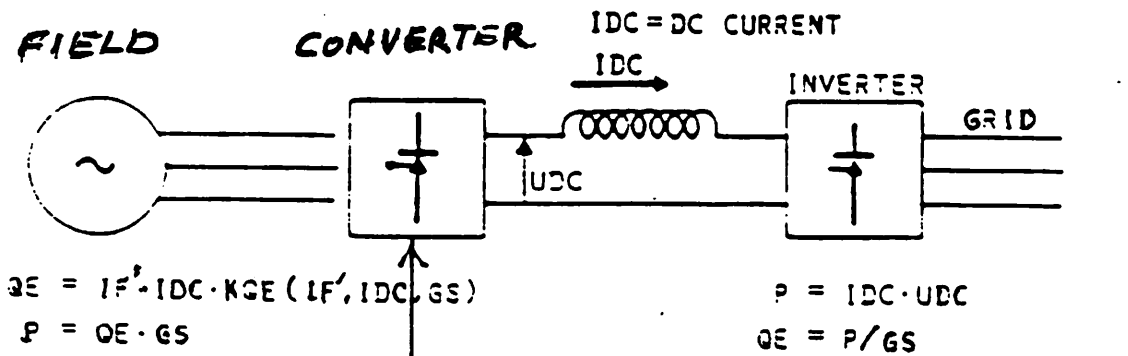 FIELD
CONVERTER
IDC=DC CURRENT
IDC
INVERTER
GRID
~
UDC
QE = IF'·IDC·KQE(IF',IDC,GS)
P = QE·GS
P = IDC·UDC
QE = P/GS